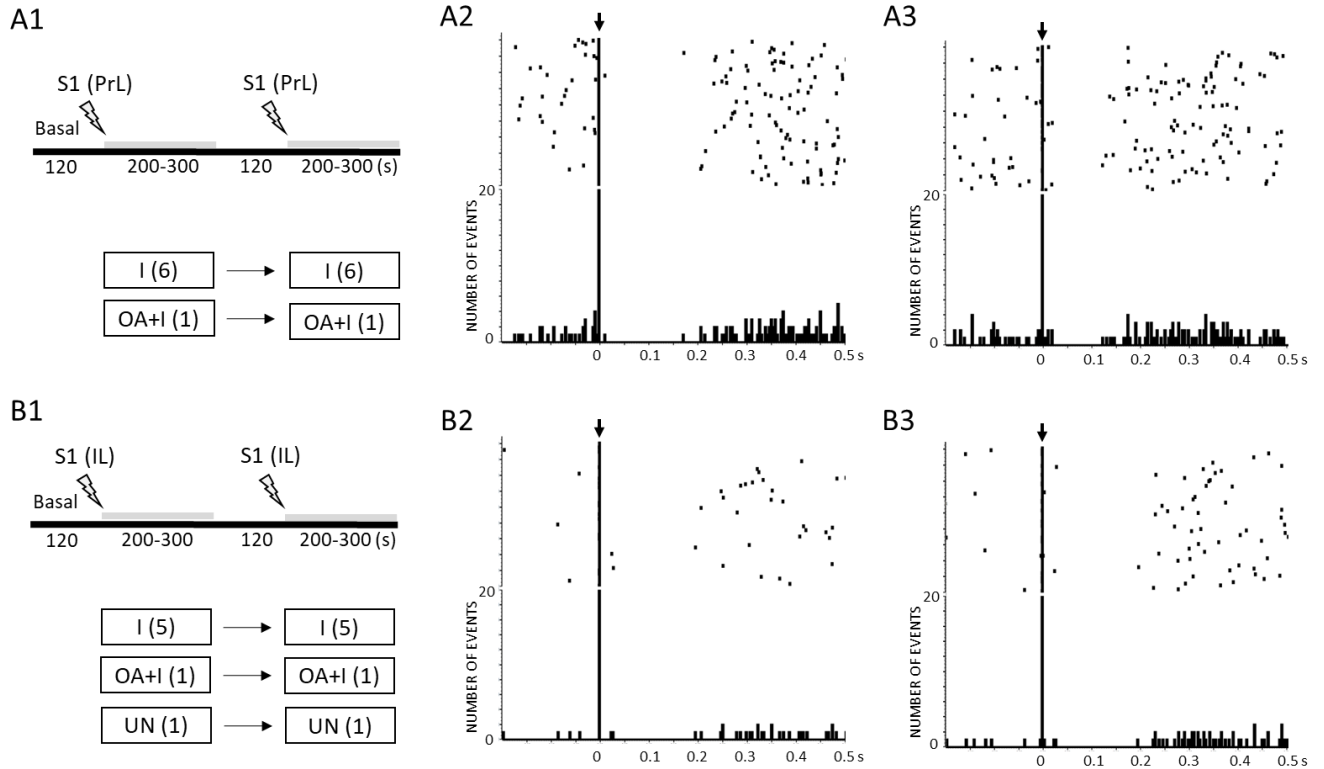 A1
S1 (PrL)
S1 (PrL)
Basal
120
200-300
120
200-300 (s)
I (6)
I (6)
OA+I (1)
OA+I (1)
A2
20
NUMBER OF EVENTS
0
0
0.1
0.2
0.3
0.4
0.5 s
A3
20
NUMBER OF EVENTS
0
0
0.1
0.2
0.3
0.4
0.5 s
B1
S1 (IL)
S1 (IL)
Basal
120
200-300
120
200-300 (s)
I (5)
I (5)
OA+I (1)
OA+I (1)
UN (1)
UN (1)
B2
20
NUMBER OF EVENTS
0
0
0.1
0.2
0.3
0.4
0.5 s
B3
20
NUMBER OF EVENTS
0
0
0.1
0.2
0.3
0.4
0.5 s